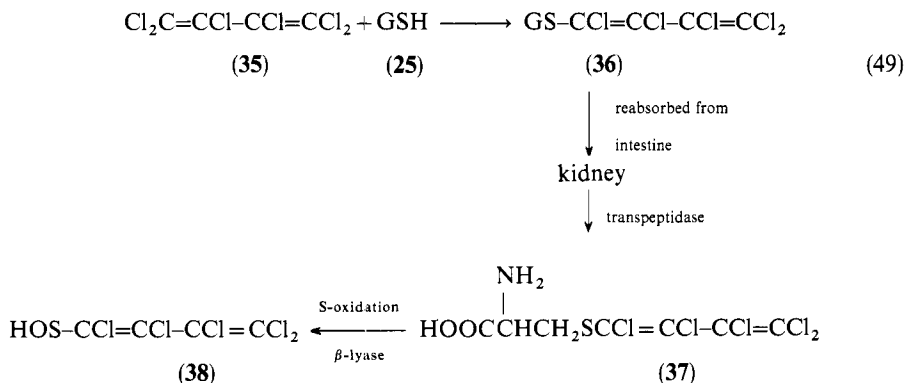 Cl₂C=CCl–CCl=CCl₂ + GSH ⟶ GS–CCl=CCl–CCl=CCl₂
(35) (25) (36) (49)
reabsorbed from
intestine
kidney
transpeptidase
NH₂
HOS–CCl=CCl–CCl=CCl₂ S-oxidation β-lyase HOOCCHCH₂SCCl=CCl–CCl=CCl₂
(38) (37)